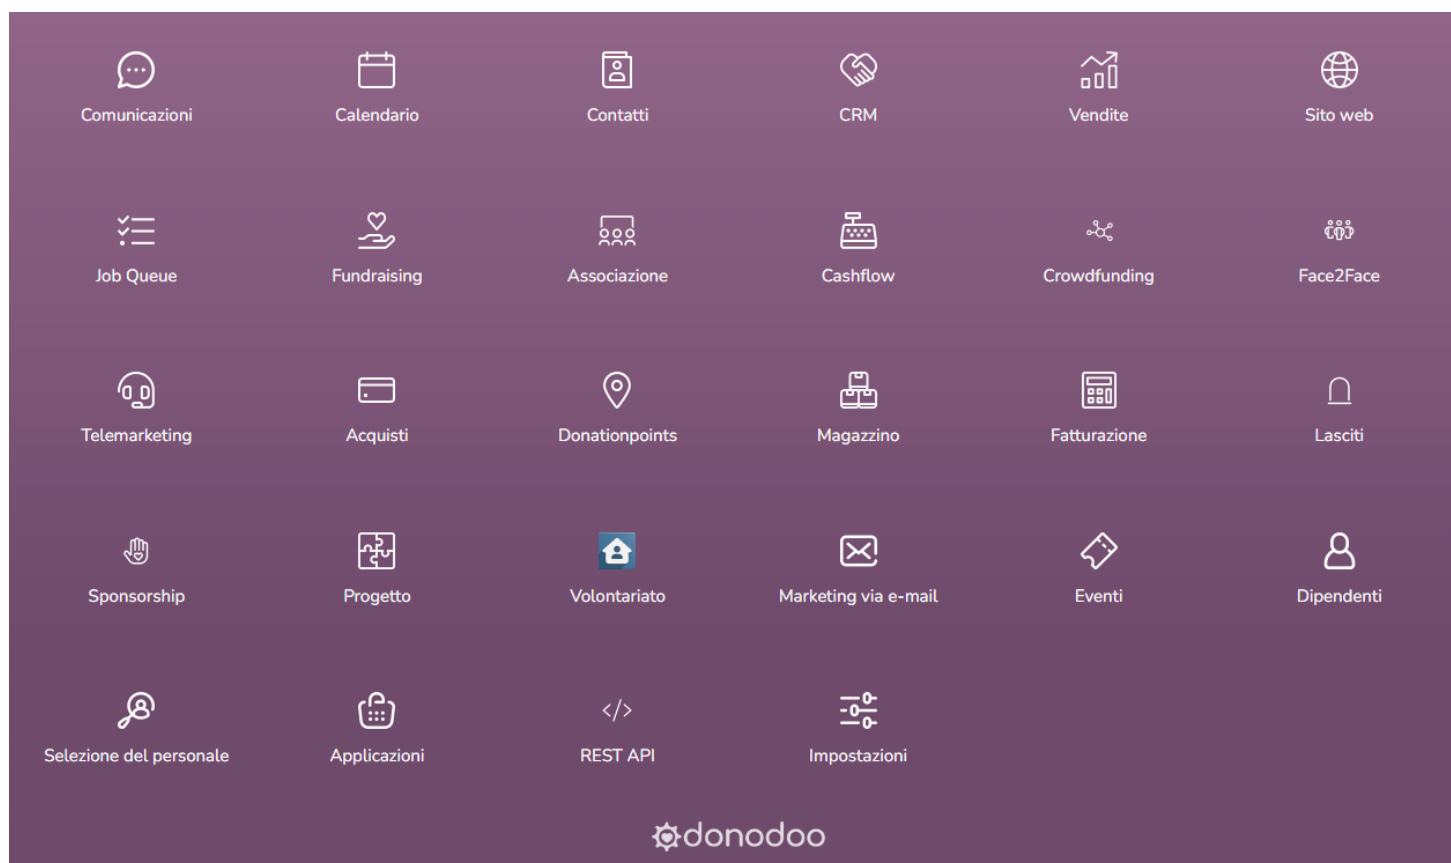 Comunicazioni
Calendario
Contatti
CRM
Vendite
Sito web
Job Queue
Fundraising
Associazione
Cashflow
Crowdfunding
Face2Face
Telemarketing
Acquisti
Donationpoints
Magazzino
Fatturazione
Lasciti
Sponsorship
Progetto
Volontariato
Marketing via e-mail
Eventi
Dipendenti
Selezione del personale
Applicazioni
</>
REST API
Impostazioni
donodoo